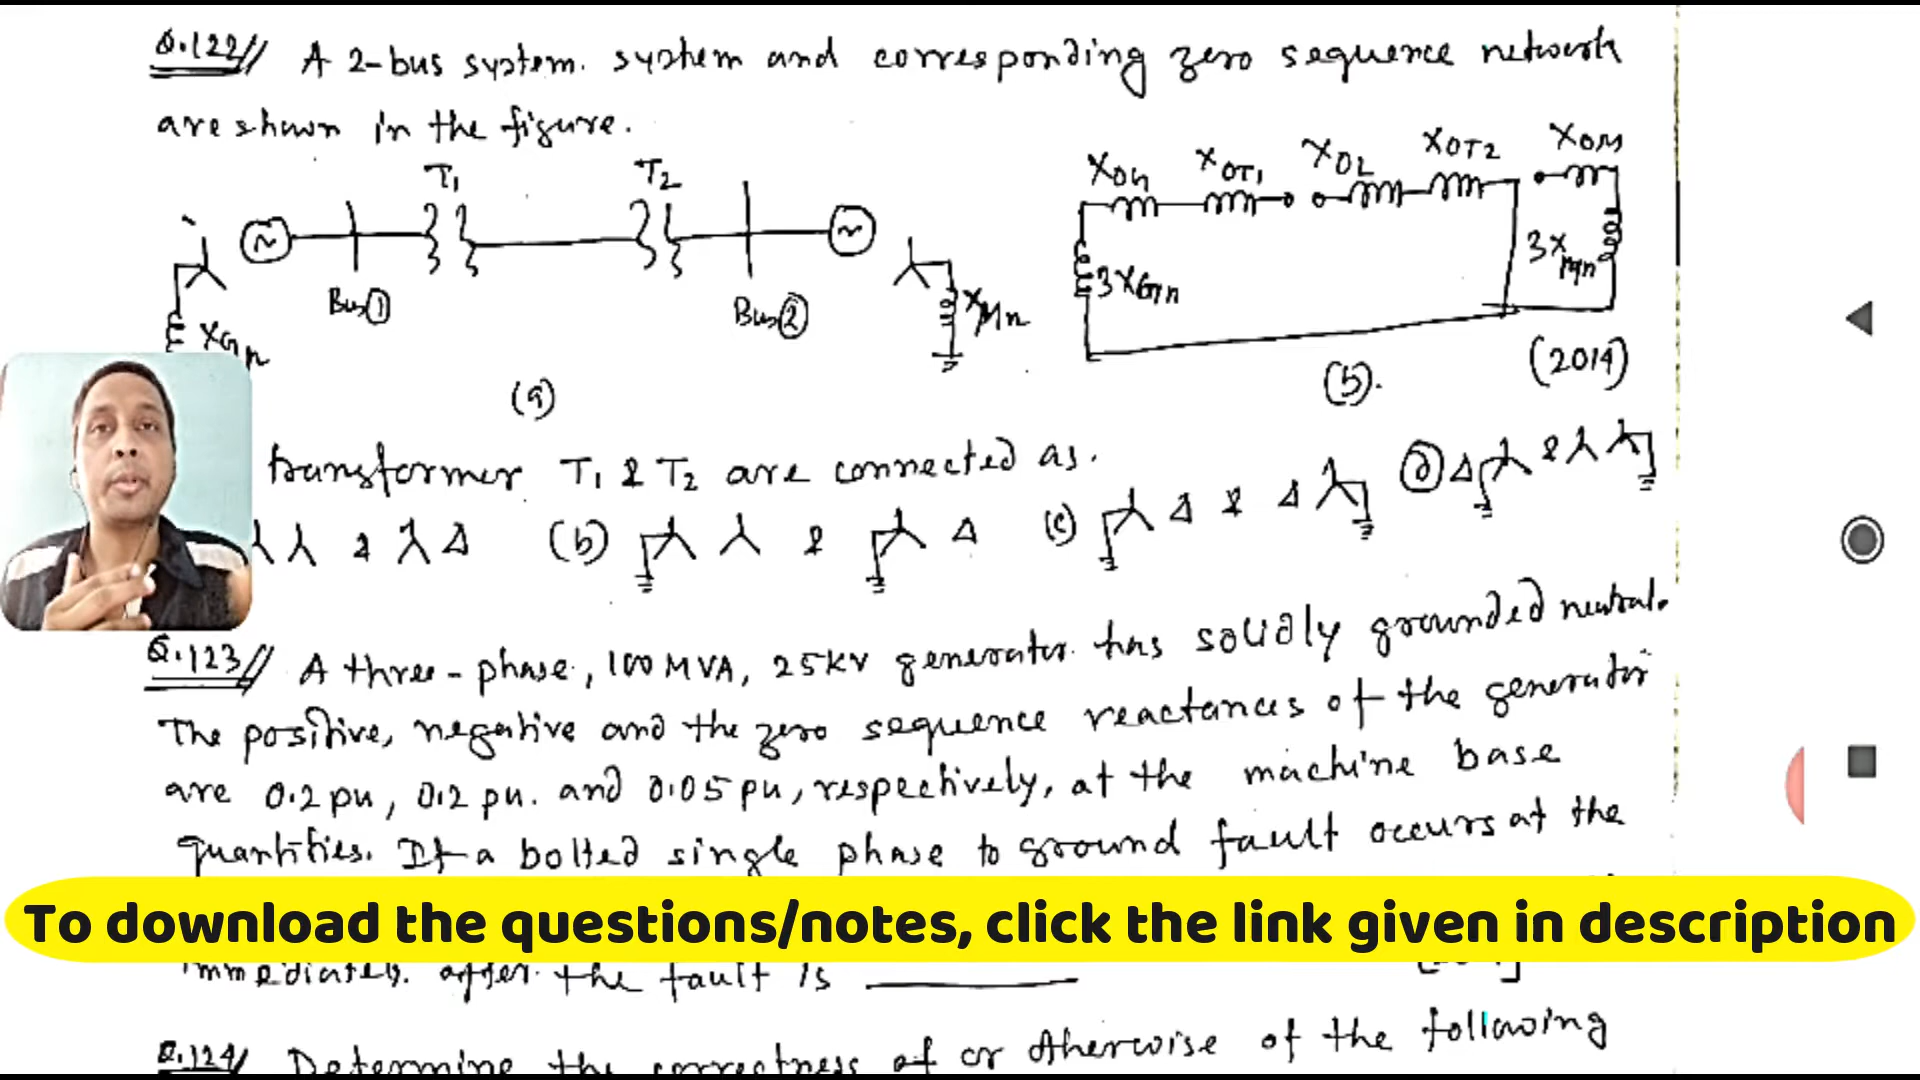 Q.122// A 2-bus system. system and corresponding zero sequence network
are shown in the figure.
T1 T2
Bus① Bus②
XGn XMn
(a)
X0G X0T1 X0L X0T2 X0M
3XGn 3XMn
(b). (2014)
transformer T1 & T2 are connected as.
& Δ (b) & Δ (c) Δ & Δ (d) Δ &
Q.123// A three-phase, 100 MVA, 25KV generator has solidly grounded neutral.
The positive, negative and the zero sequence reactances of the generator
are 0.2 pu, 0.2 pu. and 0.05 pu, respectively, at the machine base
quantities. If a bolted single phase to ground fault occurs at the
To download the questions/notes, click the link given in description
immediately after the fault is
Q.124/ Determine the correctness of or otherwise of the following